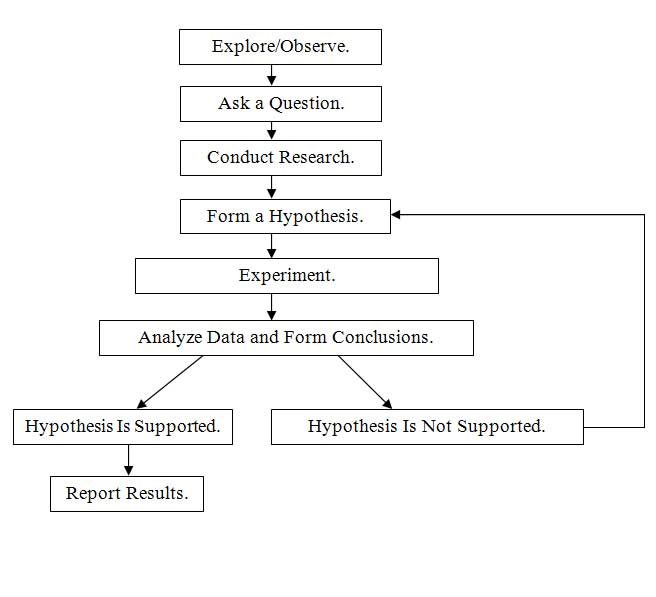 Explore/Observe.
Ask a Question.
Conduct Research.
Form a Hypothesis.
Experiment.
Analyze Data and Form Conclusions.
Hypothesis Is Supported.
Hypothesis Is Not Supported.
Report Results.